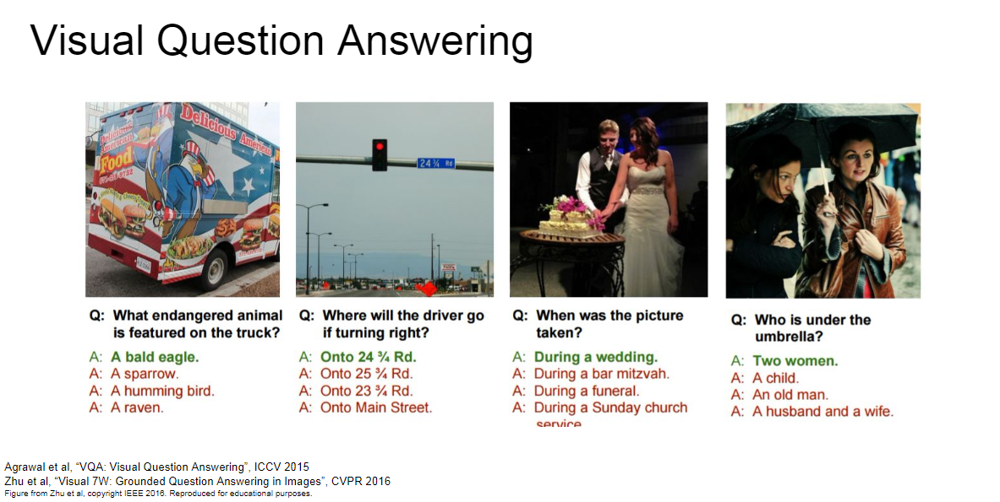 Visual Question Answering
Delicious American
Delicious
American
Food
24 ¾ Rd
Q: What endangered animal
is featured on the truck?
A: A bald eagle.
A: A sparrow.
A: A humming bird.
A: A raven.
Q: Where will the driver go
if turning right?
A: Onto 24 ¾ Rd.
A: Onto 25 ¾ Rd.
A: Onto 23 ¾ Rd.
A: Onto Main Street.
Q: When was the picture
taken?
A: During a wedding.
A: During a bar mitzvah.
A: During a funeral.
A: During a Sunday church
service
Q: Who is under the
umbrella?
A: Two women.
A: A child.
A: An old man.
A: A husband and a wife.
Agrawal et al, “VQA: Visual Question Answering”, ICCV 2015
Zhu et al, “Visual 7W: Grounded Question Answering in Images”, CVPR 2016
Figure from Zhu et al, copyright IEEE 2016. Reproduced for educational purposes.